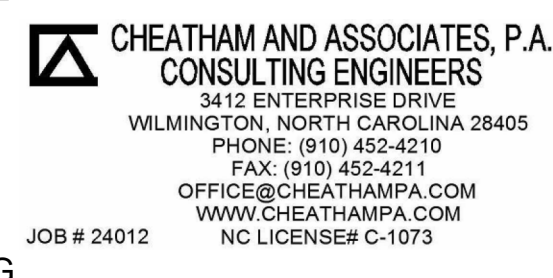 CHEATHAM AND ASSOCIATES, P.A.
CONSULTING ENGINEERS
3412 ENTERPRISE DRIVE
WILMINGTON, NORTH CAROLINA 28405
PHONE: (910) 452-4210
FAX: (910) 452-4211
OFFICE@CHEATHAMPA.COM
WWW.CHEATHAMPA.COM
JOB # 24012 NC LICENSE# C-1073